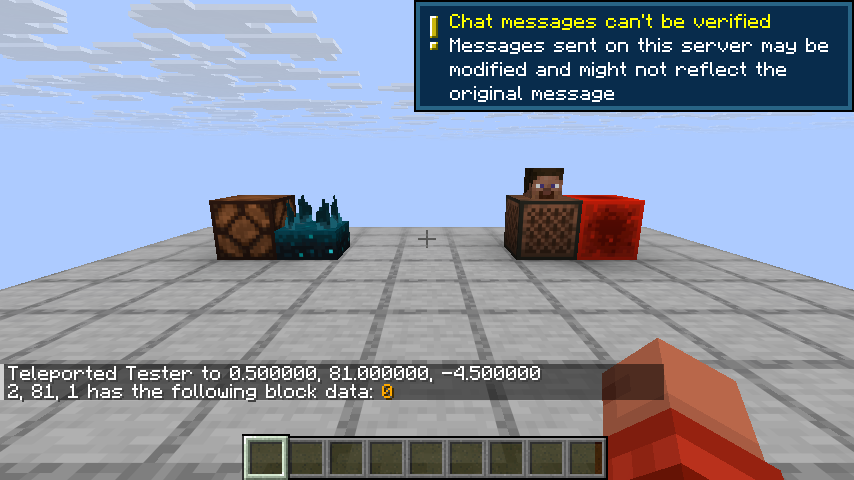 Chat messages can't be verified
Messages sent on this server may be
modified and might not reflect the
original message
Teleported Tester to 0.500000, 81.000000, -4.500000
2, 81, 1 has the following block data: 0